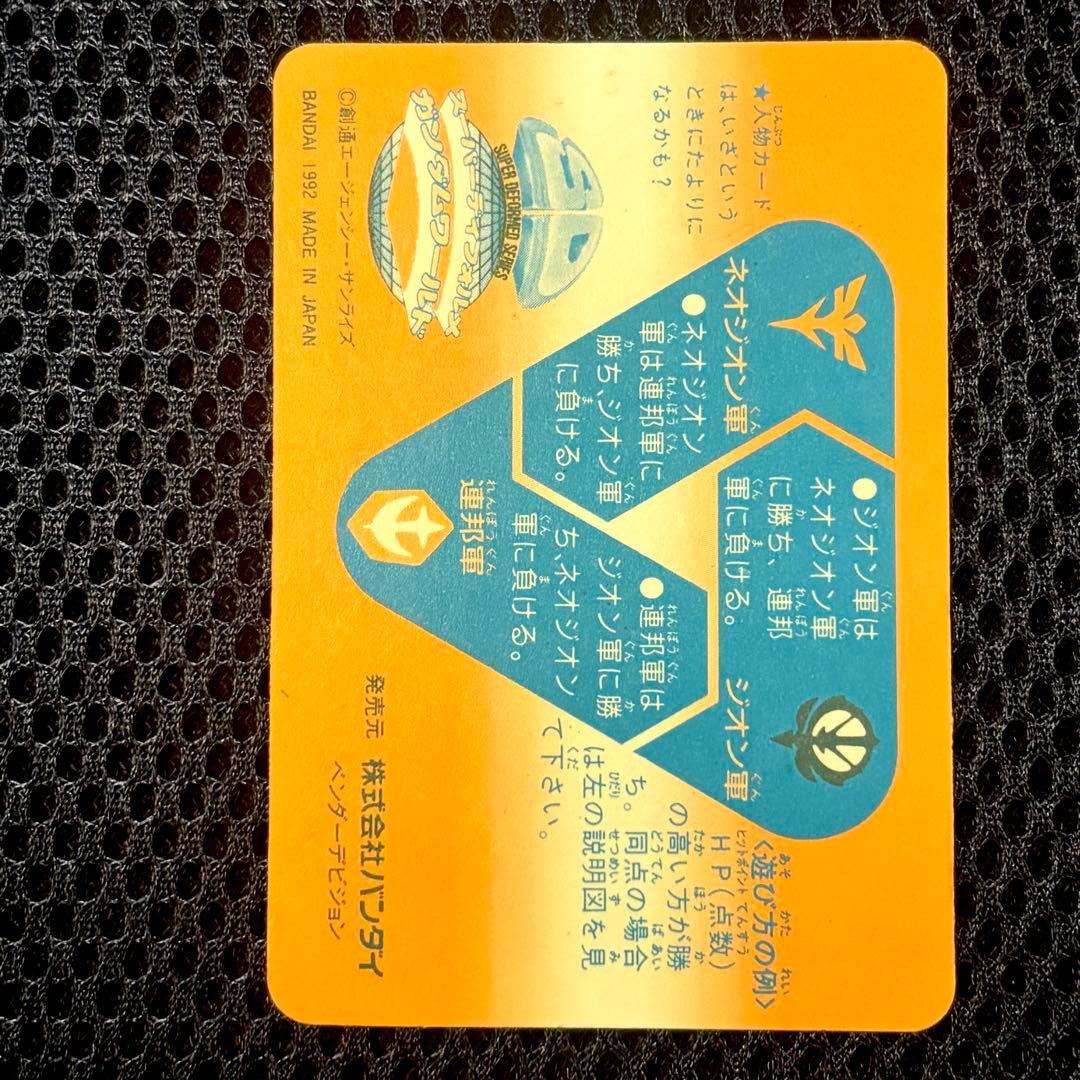 ★人物カード
はいざという
ときにたよりに
なるかも?
スーパーディフォルメ
ガンダムワールド
SUPER DEFORMED SERIES
SD
©創通エージェンシー・サンライズ
BANDAI 1992 MADE IN JAPAN
ネオジオン軍
●ネオジオン
軍は連邦軍に
勝ち、ジオン軍
に負ける。
●ジオン軍は
ネオジオン軍
に勝ち、連邦
軍に負ける。
ジオン軍
連邦軍
●連邦軍は
ジオン軍に勝
ち、ネオジオン
軍に負ける。
<遊び方の例>
HP(点数)
の高い方が勝
ち。同点の場合
は左の説明図を見
て下さい。
発売元 株式会社バンダイ
ベンダーデビジョン